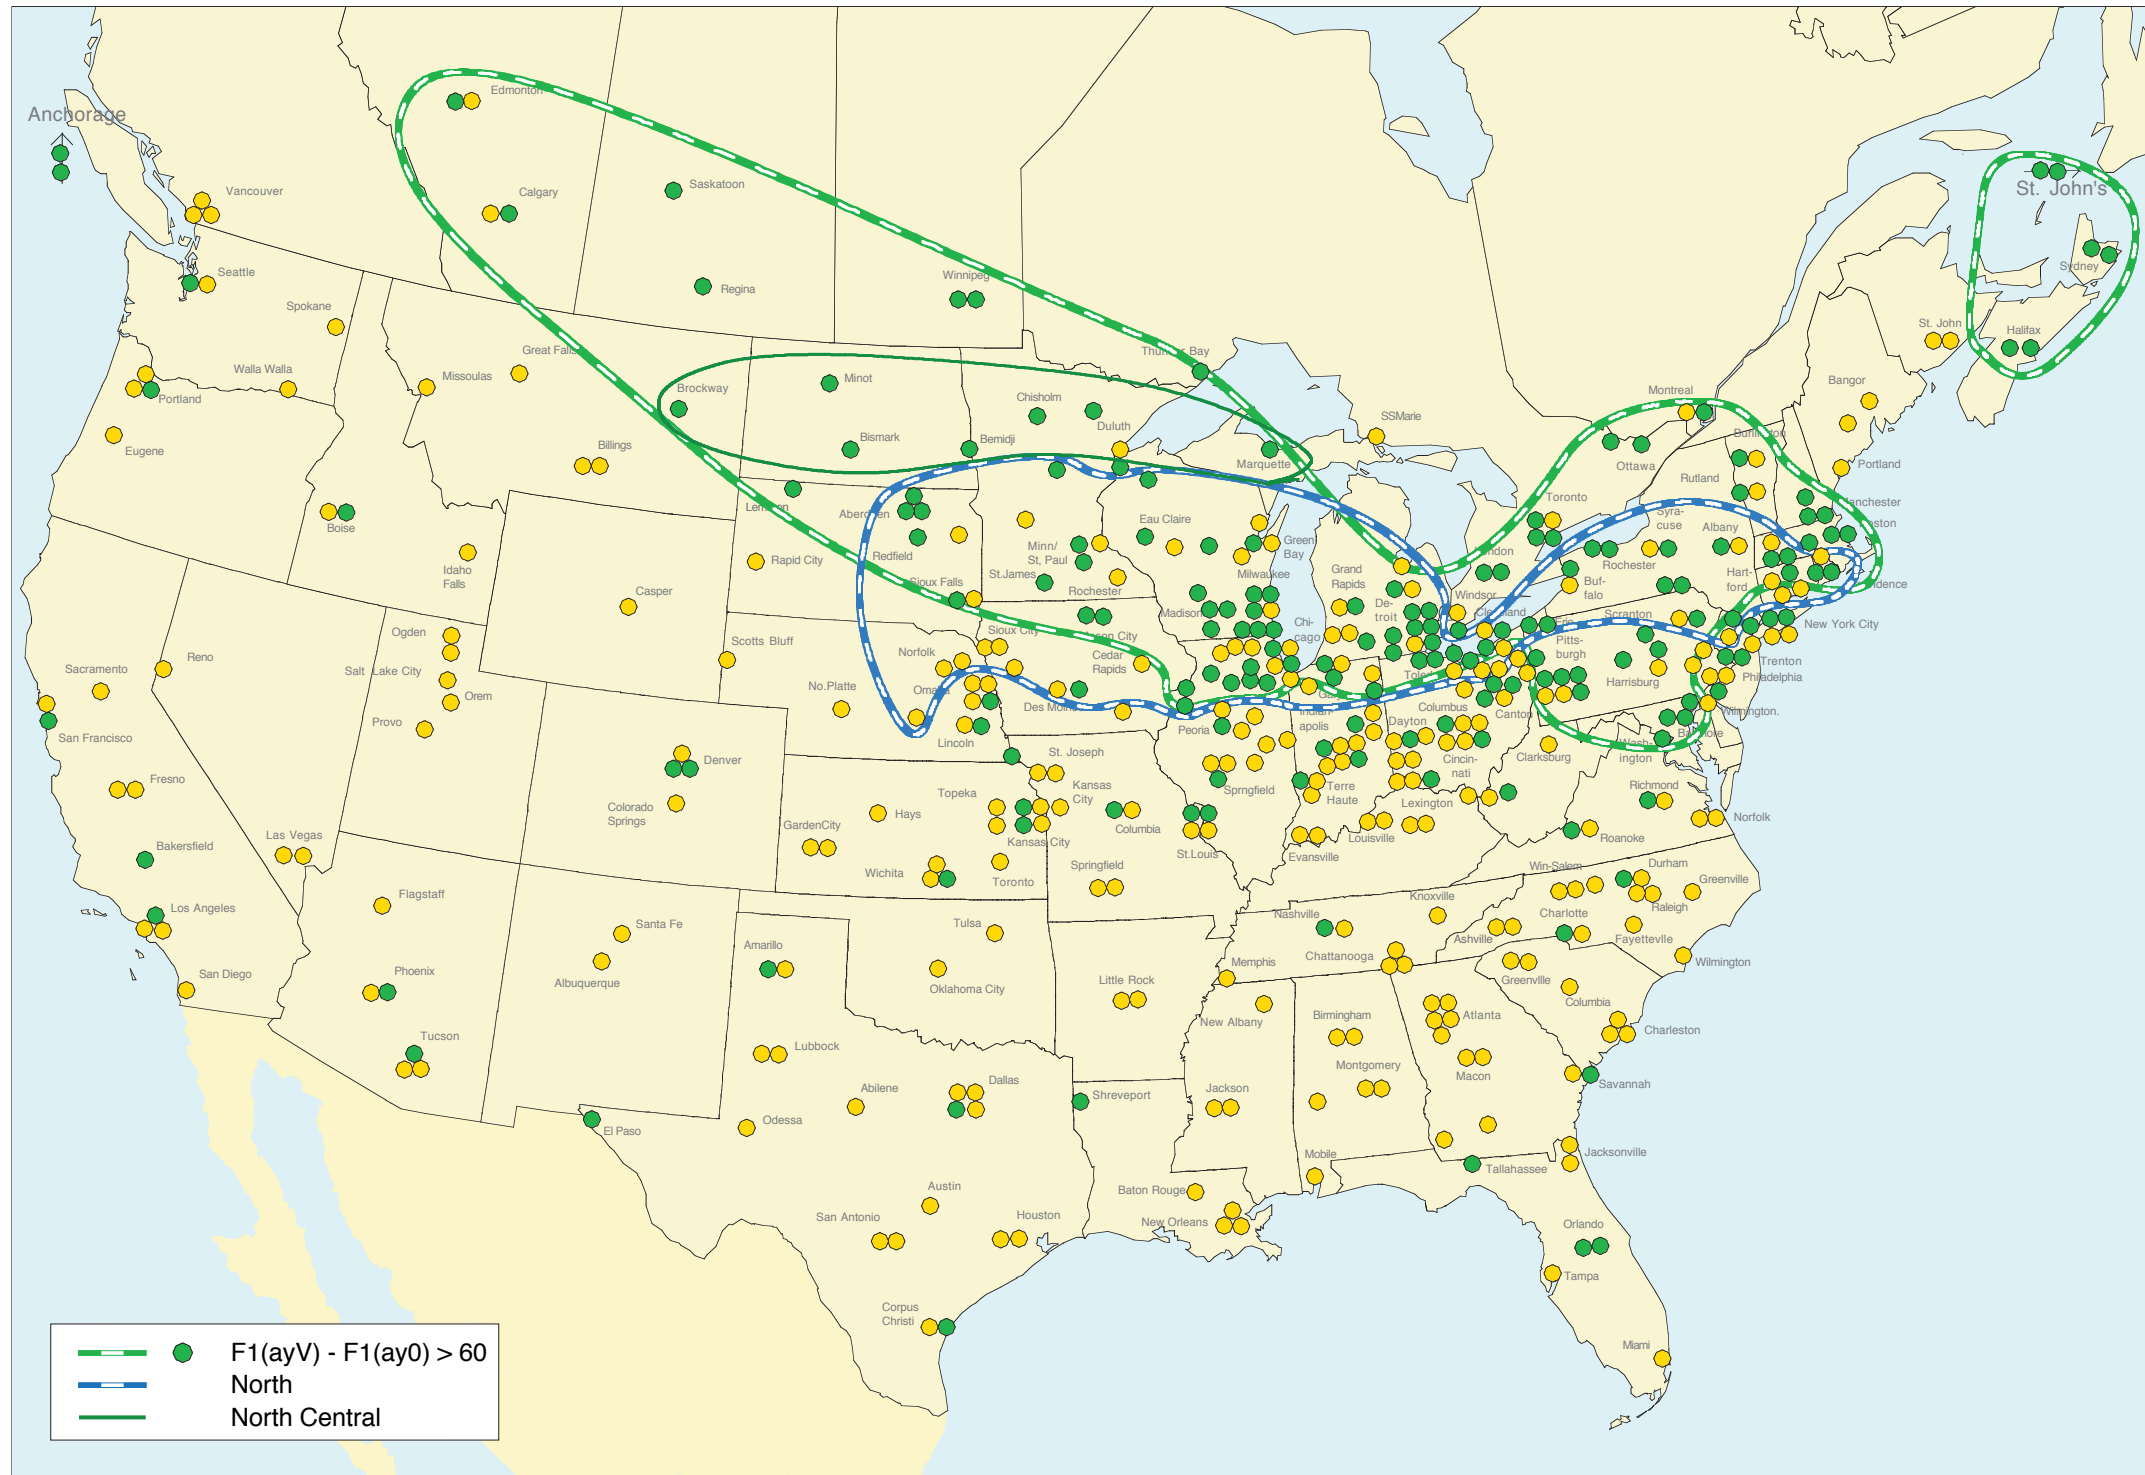 Anchorage
Edmonton
Vancouver
Calgary
Saskatoon
St. John's
Seattle
Regina
Winnipeg
Sydney
Spokane
Great Falls
Thunder Bay
St. John
Halifax
Walla Walla
Missoulas
Brockway
Minot
Chisholm
Montreal
Bangor
Portland
Duluth
SSMarie
Eugene
Billings
Bismark
Bemidji
Marquette
Ottawa
Rutland
Portland
Boise
Aberdeen
Eau Claire
Toronto
Syra-
cuse
Albany
Idaho
Falls
Rapid City
Redfield
Minn/
St, Paul
Green
Bay
Rochester
St.James
Sioux Falls
Rochester
Milwaukee
Grand
Rapids
De-
troit
Windsor
Buf-
falo
Hart-
ford
Casper
Madison
Scranton
New York City
Ogden
Scotts Bluff
Sioux City
Chi-
cago
Pitts-
burgh
Sacramento
Reno
Salt Lake City
Norfolk
Cedar
Rapids
Harrisburg
Trenton
Philadelphia
Orem
No.Platte
Omaha
Columbus
Canton
Wilmington.
Provo
San Francisco
Lincoln
Peoria
Indian-
apolis
Dayton
Wash-
ington
Denver
St. Joseph
Cincin-
nati
Clarksburg
Fresno
Colorado
Springs
Topeka
Kansas
City
Sprngfield
Terre
Haute
Lexington
Richmond
Las Vegas
GardenCity
Hays
Columbia
Norfolk
Bakersfield
Kansas City
St.Louis
Evansville
Louisville
Roanoke
Wichita
Toronto
Springfield
Win-Salem
Durham
Los Angeles
Flagstaff
Knoxville
Greenville
Raleigh
Santa Fe
Tulsa
Nashville
Charlotte
Ashville
Fayettevlle
San Diego
Phoenix
Albuquerque
Amarillo
Oklahoma City
Little Rock
Memphis
Chattanooga
Greenvllle
Wilmington
Tucson
Lubbock
New Albany
Birmingham
Atlanta
Columbia
Charleston
Abilene
Dallas
Shreveport
Jackson
Montgomery
Macon
Savannah
El Paso
Odessa
Mobile
Tallahassee
Jacksonville
Austin
Baton Rouge
San Antonio
Houston
New Orleans
Orlando
Tampa
Corpus
Christi
Miami
F1(ayV) - F1(ay0) > 60
North
North Central